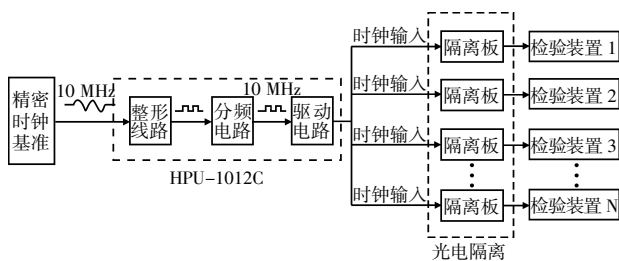 精密
时钟
基准
10 MHz
整形
线路
分频
电路
10 MHz
驱动
电路
HPU-1012C
时钟输入
隔离板
检验装置 1
时钟输入
隔离板
检验装置 2
时钟输入
隔离板
检验装置 3
时钟输入
隔离板
检验装置 N
光电隔离